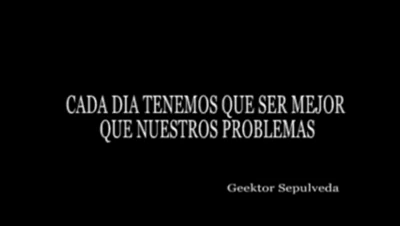 CADA DIA TENEMOS QUE SER MEJOR
QUE NUESTROS PROBLEMAS
Geektor Sepulveda